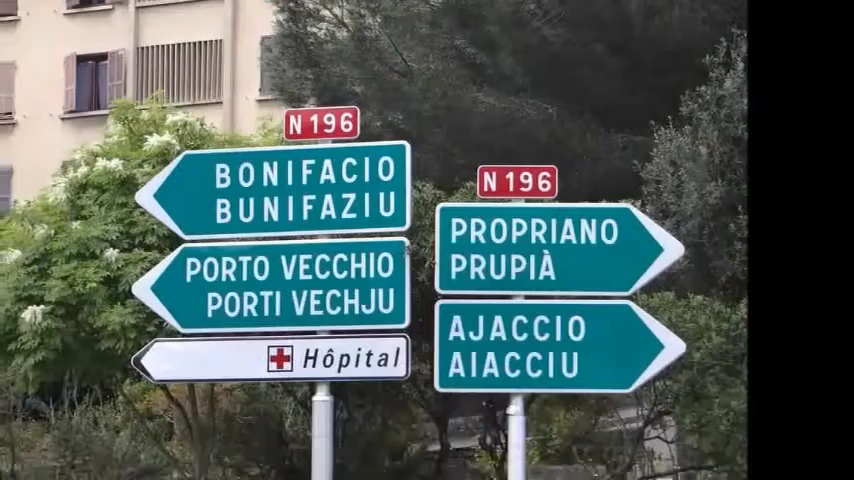 N 196
BONIFACIO
BUNIFAZIU
PORTO VECCHIO
PORTI VECHJU
Hôpital
N 196
PROPRIANO
PRUPIÀ
AJACCIO
AIACCIU